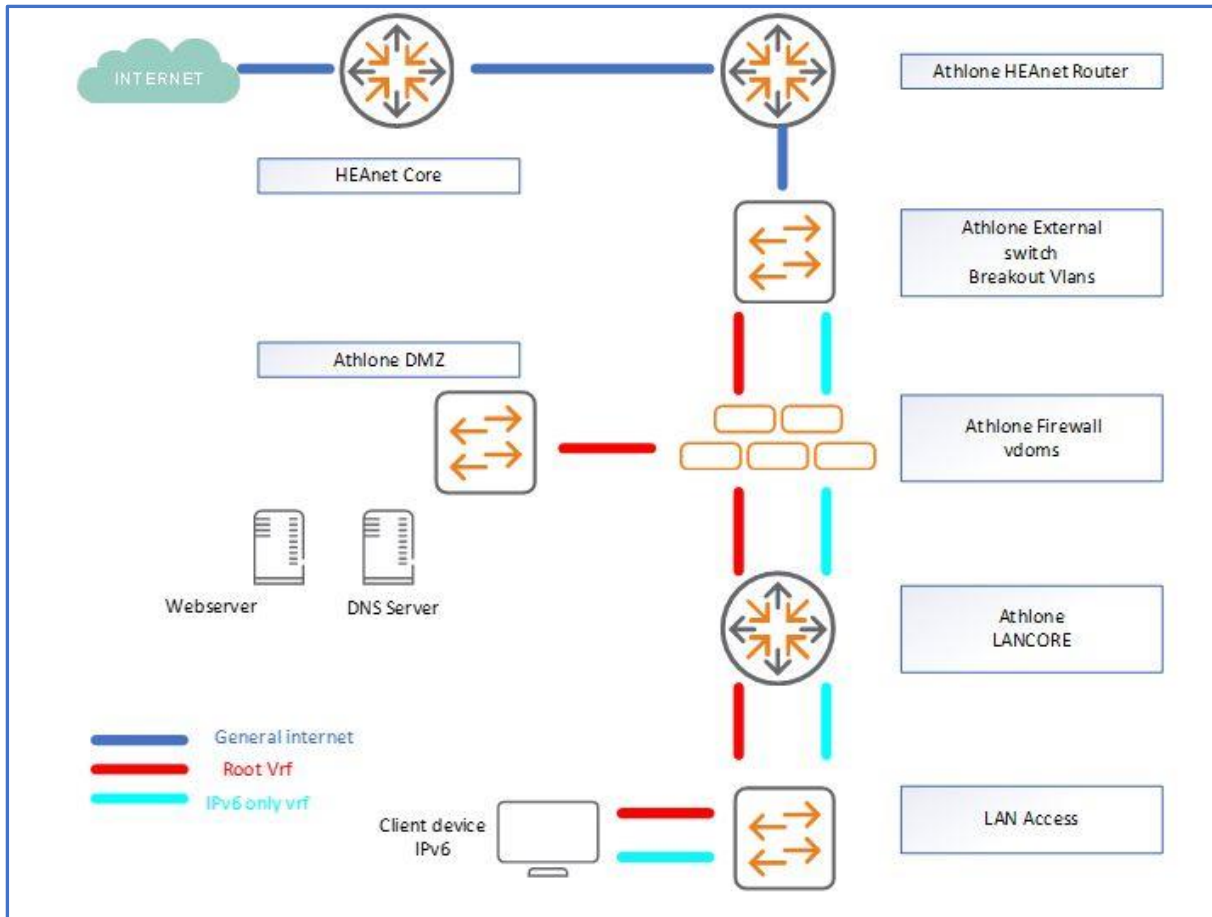 INTERNET
Athlone HEAnet Router
HEAnet Core
Athlone External
switch
Breakout Vlans
Athlone DMZ
Athlone Firewall
vdoms
Webserver
DNS Server
Athlone
LANCORE
General internet
Root Vrf
IPv6 only vrf
Client device
IPv6
LAN Access